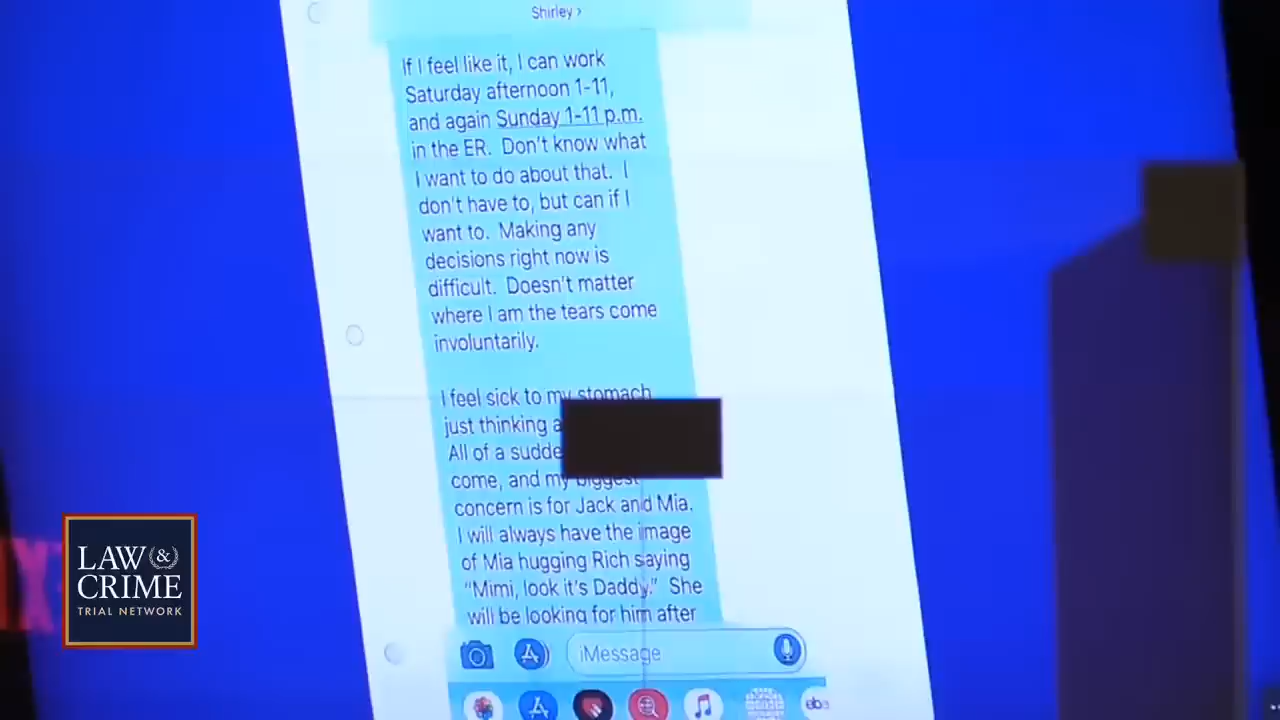 Shirley >
If I feel like it, I can work
Saturday afternoon 1-11,
and again Sunday 1-11 p.m.
in the ER. Don't know what
I want to do about that. I
don't have to, but can if I
want to. Making any
decisions right now is
difficult. Doesn't matter
where I am the tears come
involuntarily.
I feel sick to my stomach
just thinking
All of a
come, and my biggest
concern is for Jack and Mia.
I will always have the image
of Mia hugging Rich saying
"Mimi, look it's Daddy." She
will be looking for him after
iMessage
LAW &
CRIME
TRIAL NETWORK